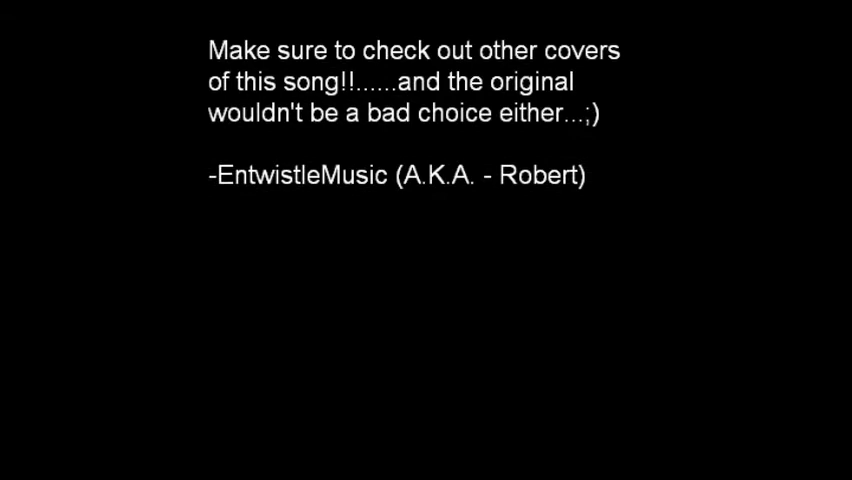 Make sure to check out other covers
of this song!!......and the original
wouldn't be a bad choice either...;)
-EntwistleMusic (A.K.A. - Robert)